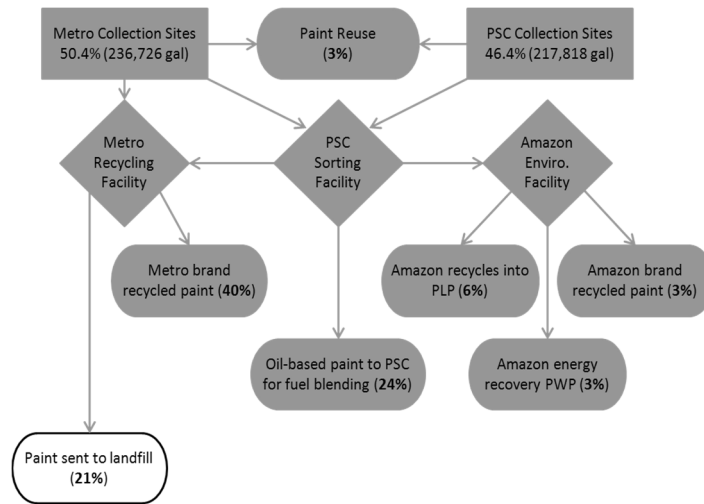 Metro Collection Sites
50.4% (236,726 gal)
Paint Reuse
(3%)
PSC Collection Sites
46.4% (217,818 gal)
Metro
Recycling
Facility
PSC
Sorting
Facility
Amazon
Enviro.
Facility
Metro brand
recycled paint (40%)
Amazon recycles into
PLP (6%)
Amazon brand
recycled paint (3%)
Oil-based paint to PSC
for fuel blending (24%)
Amazon energy
recovery PWP (3%)
Paint sent to landfill
(21%)